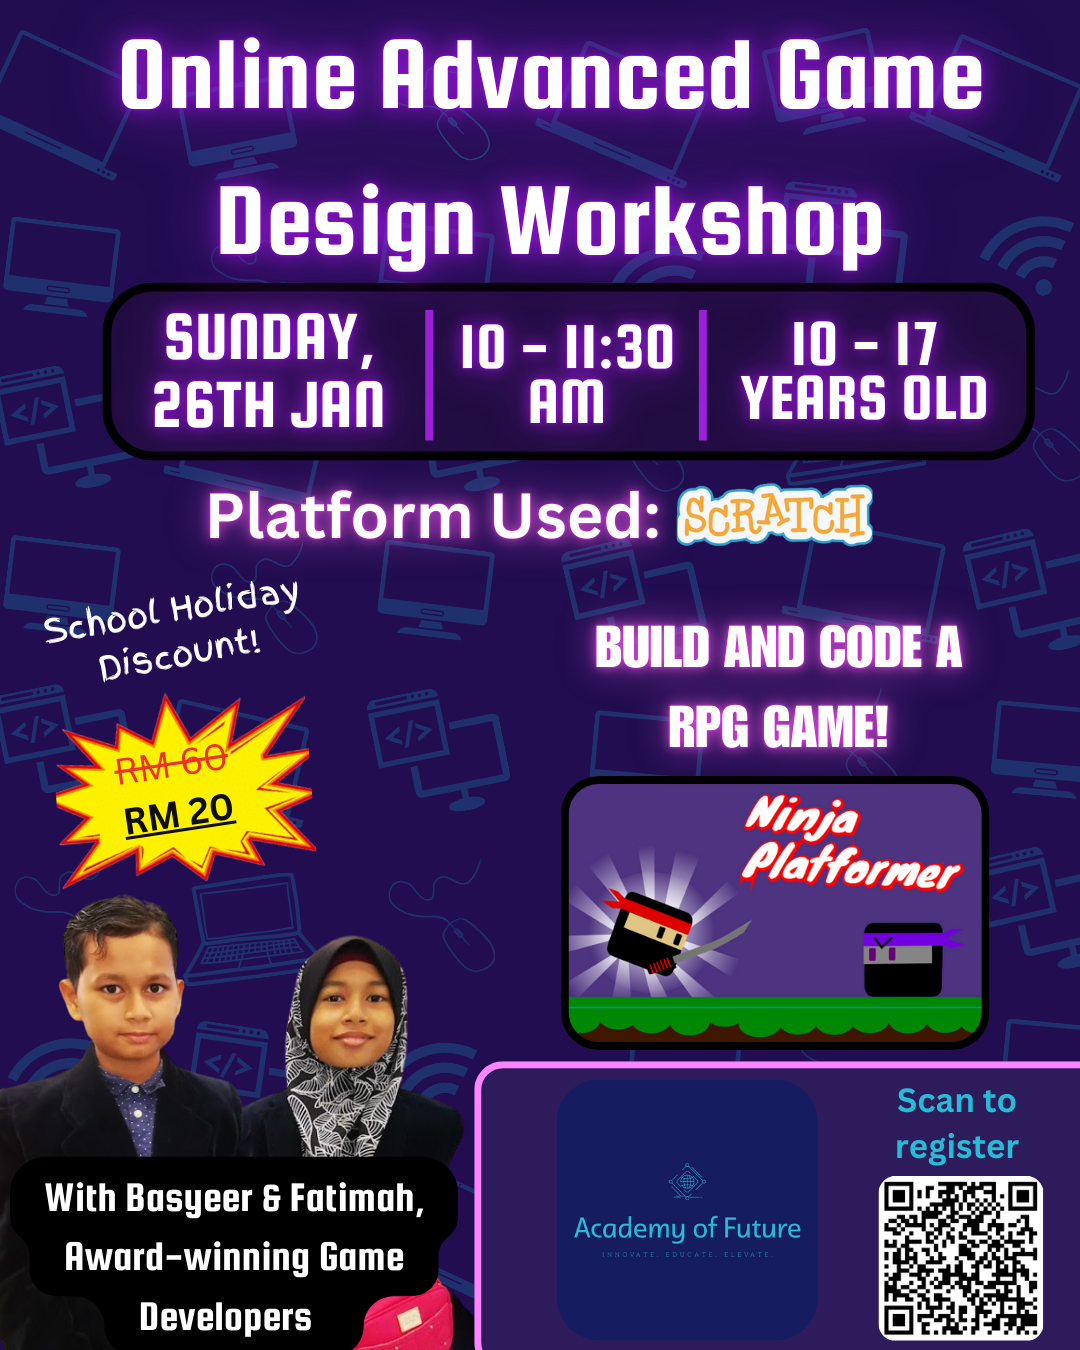 Online Advanced Game
Design Workshop
SUNDAY,
26TH JAN
10 - 11:30
AM
10 - 17
YEARS OLD
Platform Used: SCRATCH
School Holiday
Discount!
RM 60
RM 20
BUILD AND CODE A
RPG GAME!
Ninja
Platformer
With Basyeer & Fatimah,
Award-winning Game
Developers
Academy of Future
INNOVATE. EDUCATE. ELEVATE.
Scan to
register